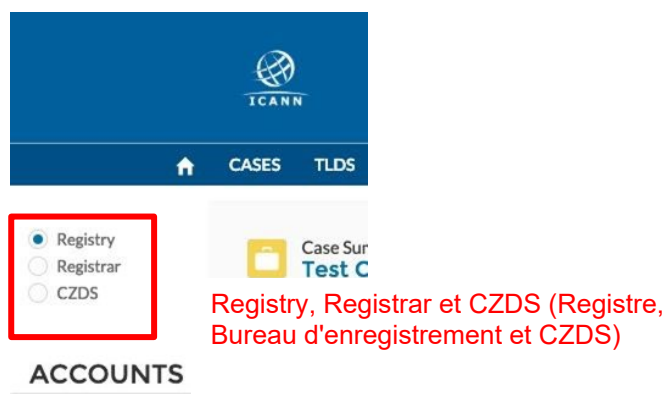 ICANN
CASES TLDS
Registry
Registrar
CZDS
Case Sur
Test C
Registry, Registrar et CZDS (Registre,
Bureau d'enregistrement et CZDS)
ACCOUNTS